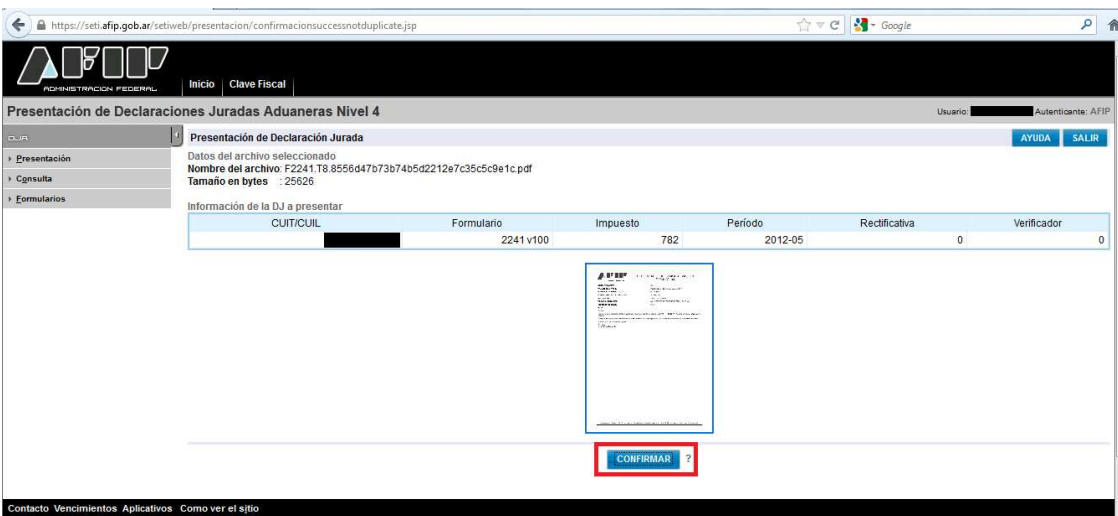 https://seti.afip.gob.ar/setiweb/presentacion/confirmacionsuccessnotduplicate.jsp
Google
AFIP
ADMINISTRACION FEDERAL
Inicio Clave Fiscal
Presentación de Declaraciones Juradas Aduaneras Nivel 4
Usuario: Autenticante: AFIP
DJA
Presentación de Declaración Jurada
AYUDA SALIR
Presentación
Consulta
Formularios
Datos del archivo seleccionado
Nombre del archivo: F2241.T8.8556d47b73b74b5d2212e7c35c5c9e1c.pdf
Tamaño en bytes : 25626
Información de la DJ a presentar
CUIT/CUIL Formulario Impuesto Período Rectificativa Verificador
2241 v100 782 2012-05 0 0
AFIP
CONFIRMAR ?
Contacto Vencimientos Aplicativos Como ver el sitio